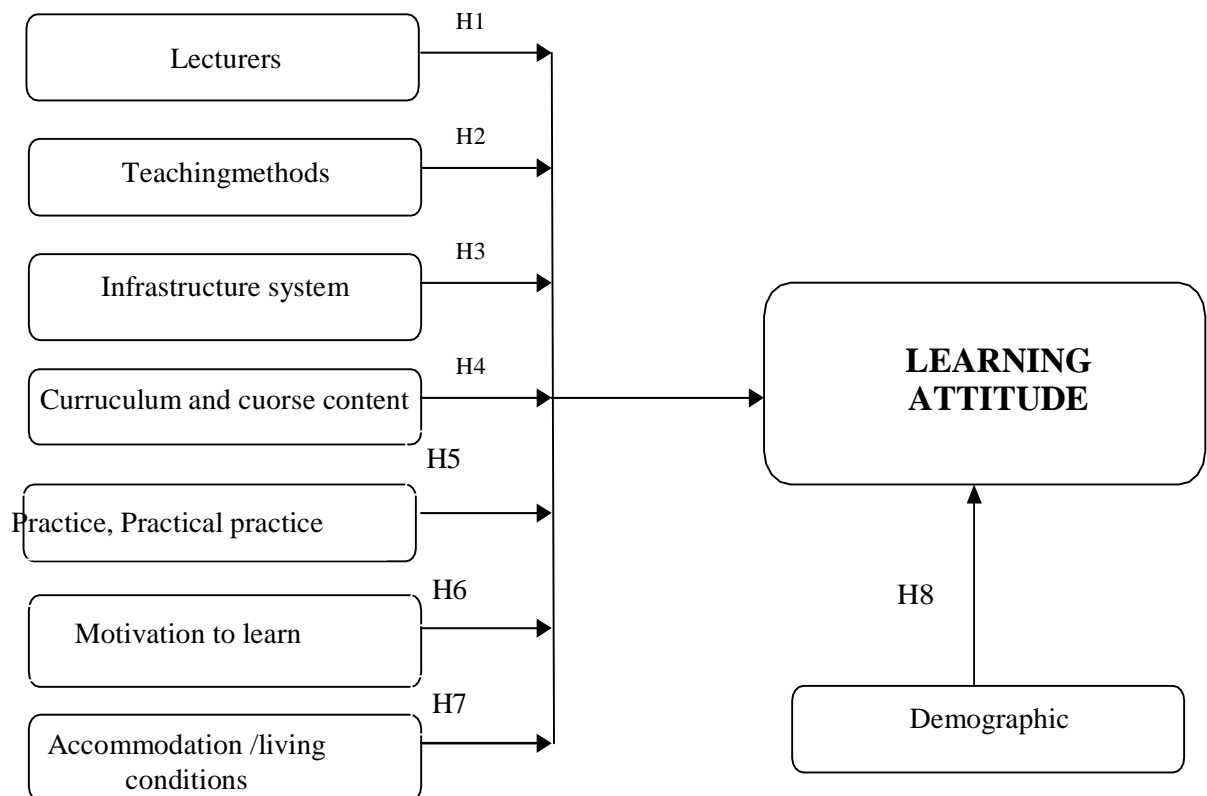 H1
Lecturers
H2
Teachingmethods
H3
Infrastructure system
H4
Curruculum and cuorse content
H5
Practice, Practical practice
H6
Motivation to learn
H7
Accommodation /living
conditions
LEARNING
ATTITUDE
H8
Demographic